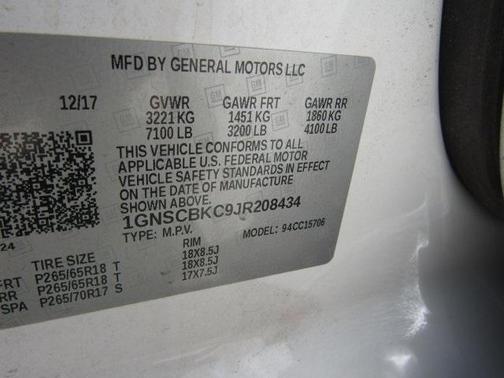 MFD BY GENERAL MOTORS LLC
12/17 GVWR GAWR FRT GAWR RR
3221 KG 1451 KG 1860 KG
7100 LB 3200 LB 4100 LB
THIS VEHICLE CONFORMS TO ALL
APPLICABLE U.S. FEDERAL MOTOR
VEHICLE SAFETY STANDARDS IN EFFECT
ON THE DATE OF MANUFACTURE
1GNSCBKC9JR208434
TYPE: M.P.V. MODEL: 94CC15706
24
TIRE SIZE RIM
FRT P265/65R18 T 18X8.5J
RR P265/65R18 T 18X8.5J
SPA P265/70R17 S 17X7.5J